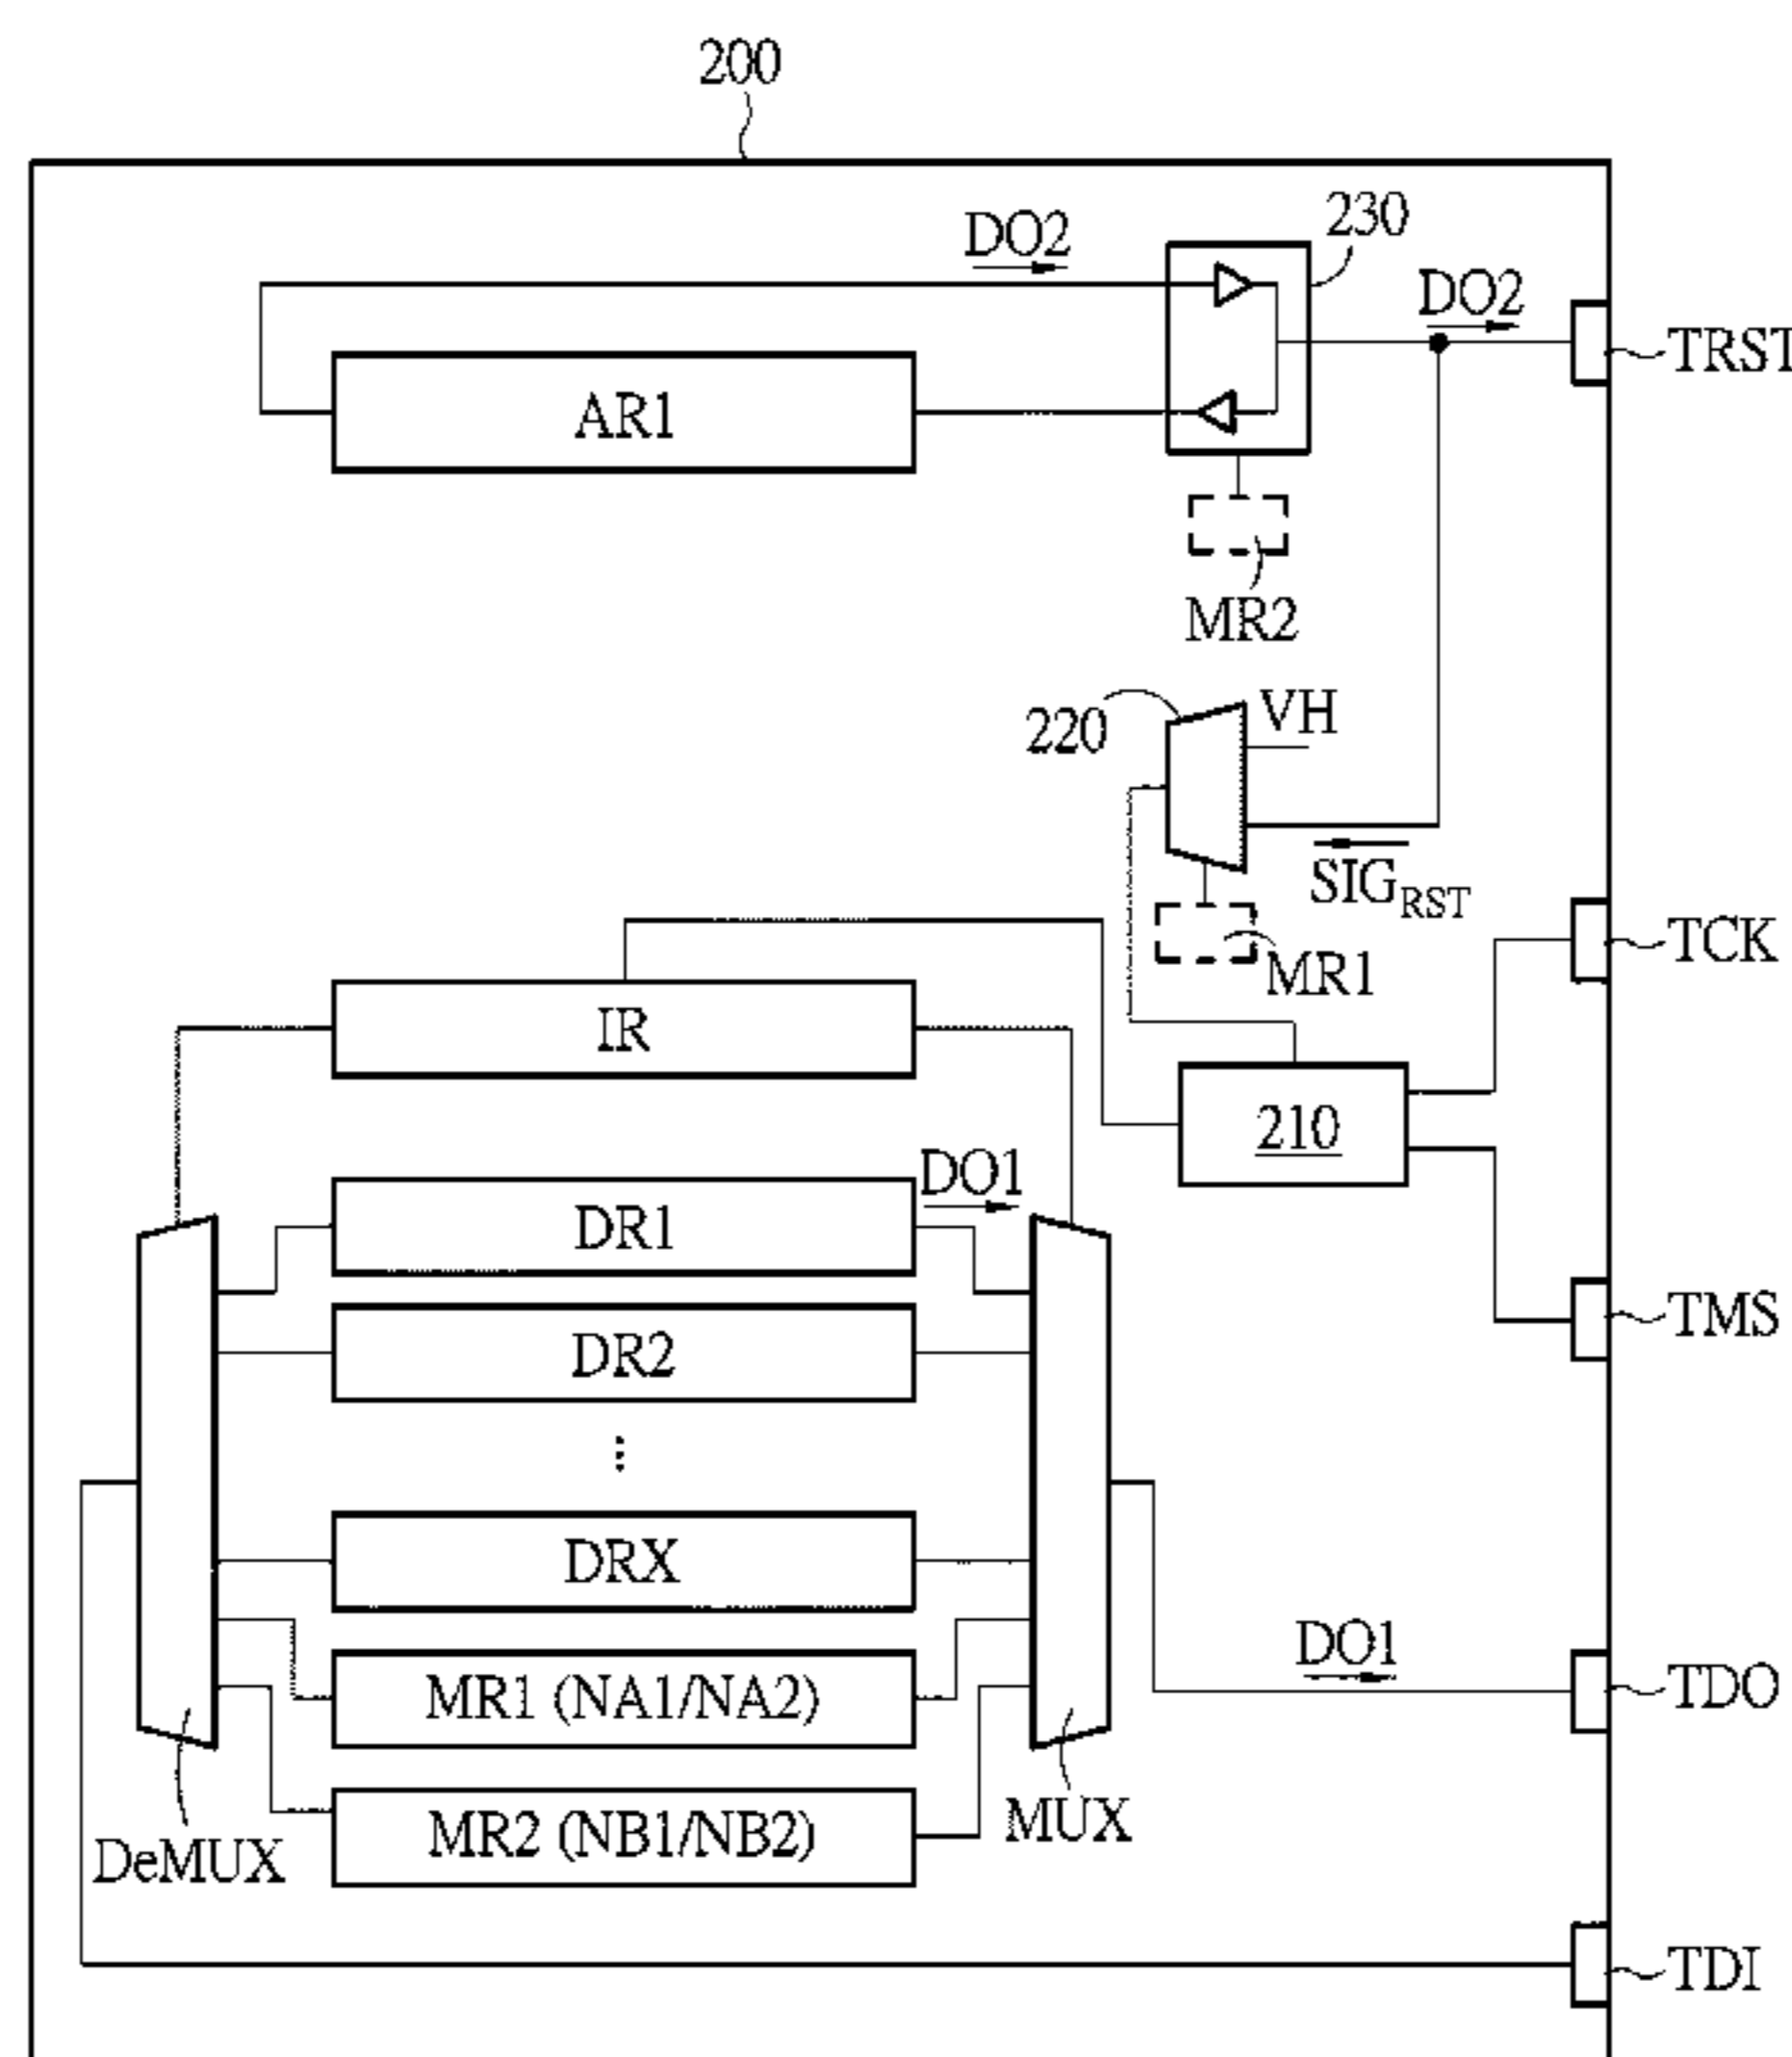 200
230
DO2
DO2
TRST
AR1
MR2
VH
220
SIGRST
TCK
MR1
IR
210
DO1
DR1
TMS
DR2
⋮
DRX
DO1
MR1 (NA1/NA2)
TDO
MR2 (NB1/NB2)
MUX
DeMUX
TDI